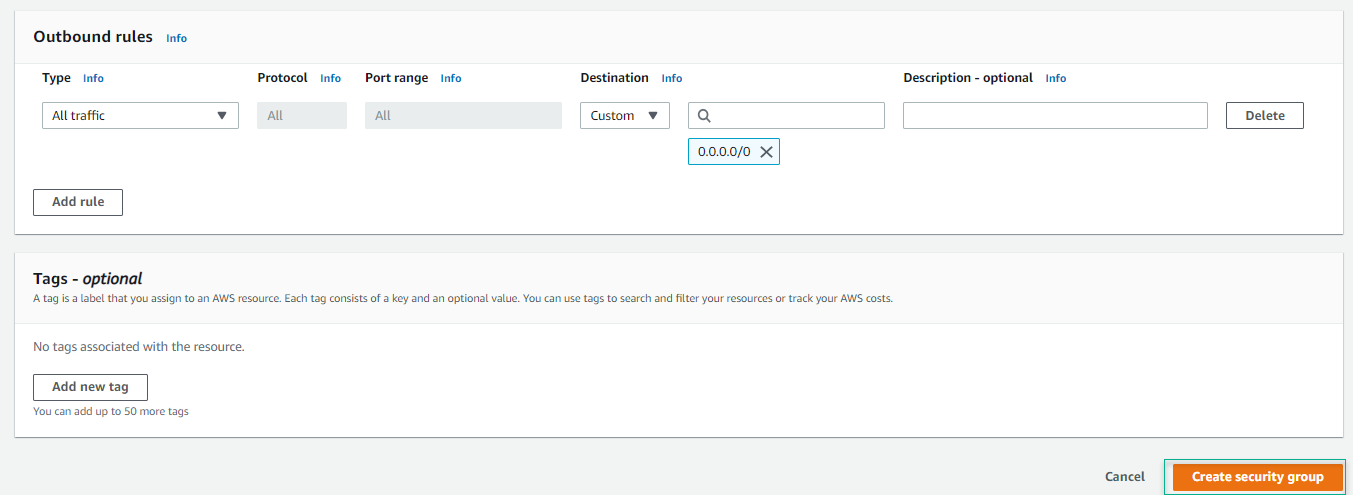 Outbound rules Info
Type Info Protocol Info Port range Info Destination Info Description - optional Info
All traffic All All Custom Delete
0.0.0.0/0
Add rule
Tags - optional
A tag is a label that you assign to an AWS resource. Each tag consists of a key and an optional value. You can use tags to search and filter your resources or track your AWS costs.
No tags associated with the resource.
Add new tag
You can add up to 50 more tags
Cancel Create security group